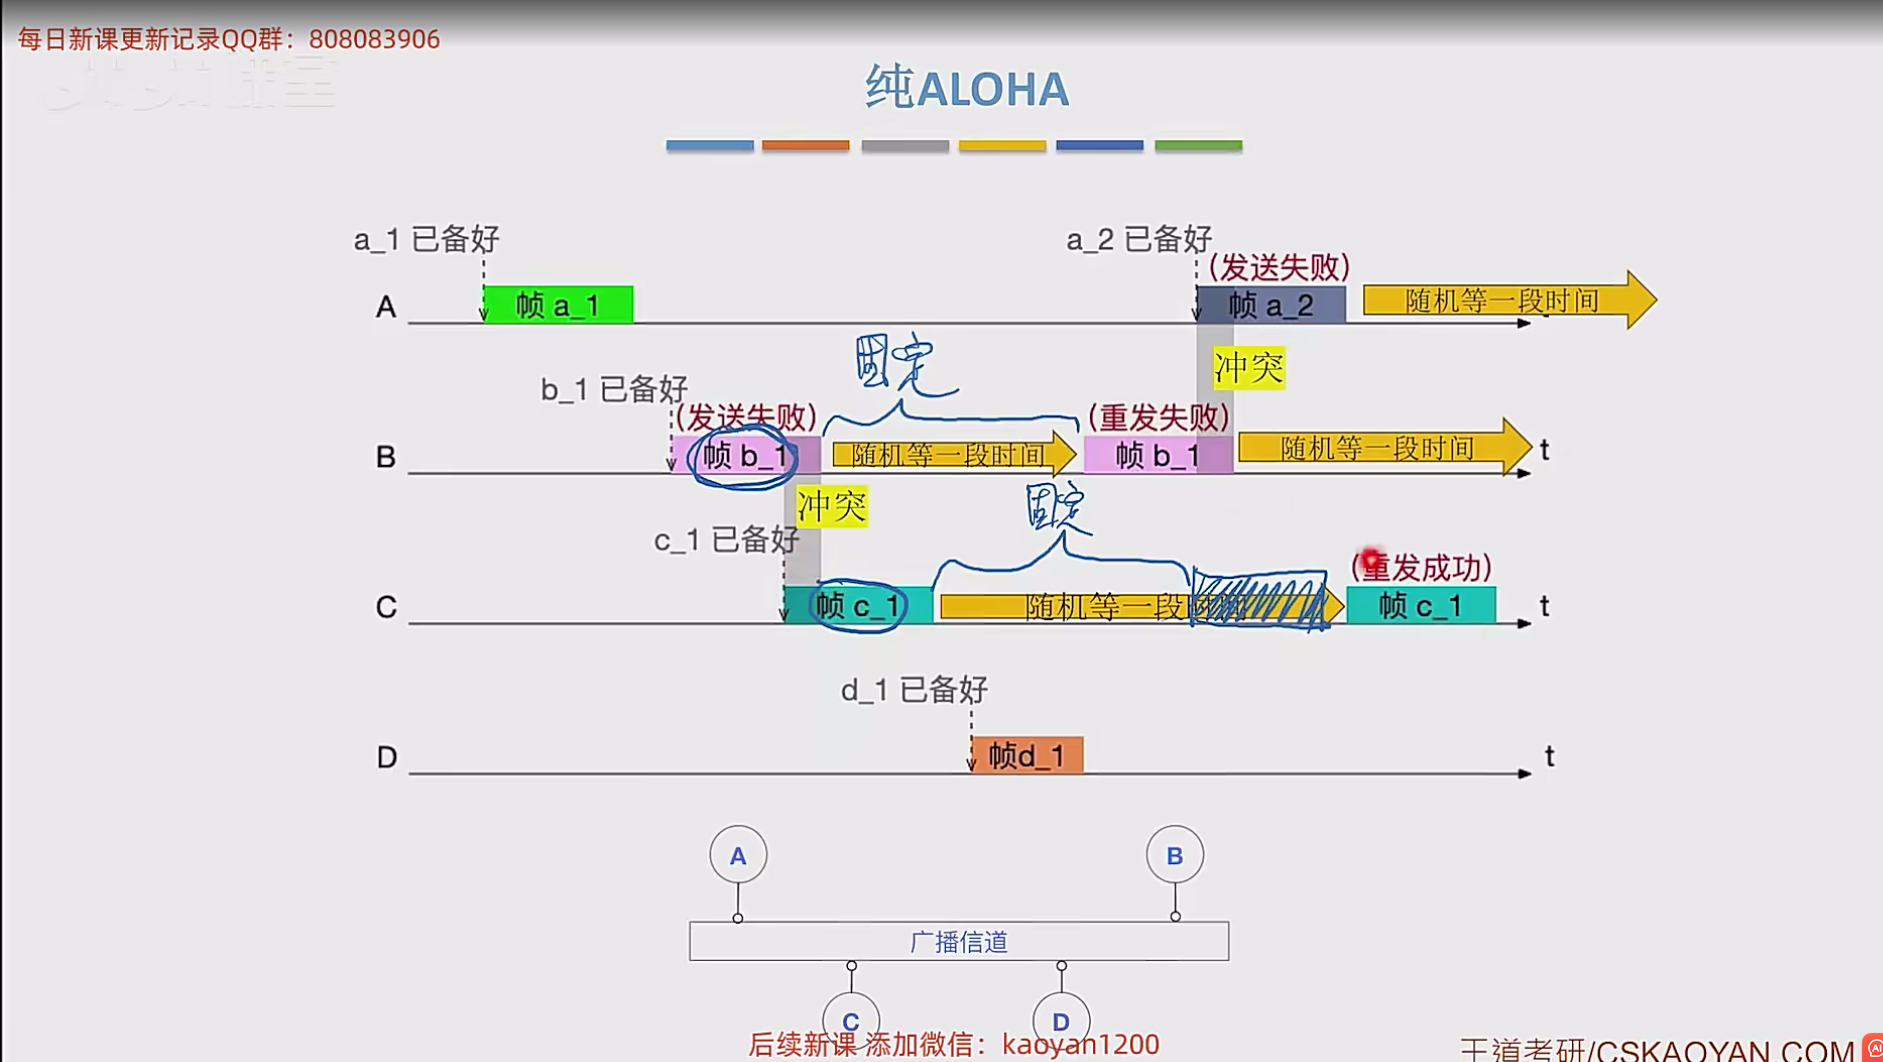 每日新课更新记录QQ群：808083906
纯ALOHA
a_1 已备好
a_2 已备好
(发送失败)
A
帧 a_1
帧 a_2
随机等一段时间
固定
冲突
b_1 已备好
(发送失败)
(重发失败)
B
帧 b_1
随机等一段时间
帧 b_1
随机等一段时间
t
冲突
固定
c_1 已备好
(重发成功)
C
帧 c_1
随机等一段时间
帧 c_1
t
d_1 已备好
D
帧d_1
t
A
B
广播信道
C
D
后续新课 添加微信：kaoyan1200
王道考研/CSKAOYAN.COM